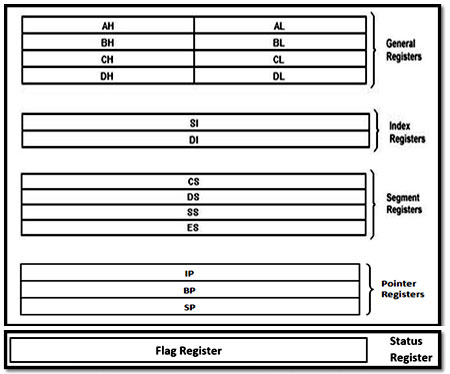 AH AL
BH BL
CH CL
DH DL
General
Registers
SI
DI
Index
Registers
CS
DS
SS
ES
Segment
Registers
IP
BP
SP
Pointer
Registers
Flag Register
Status
Register